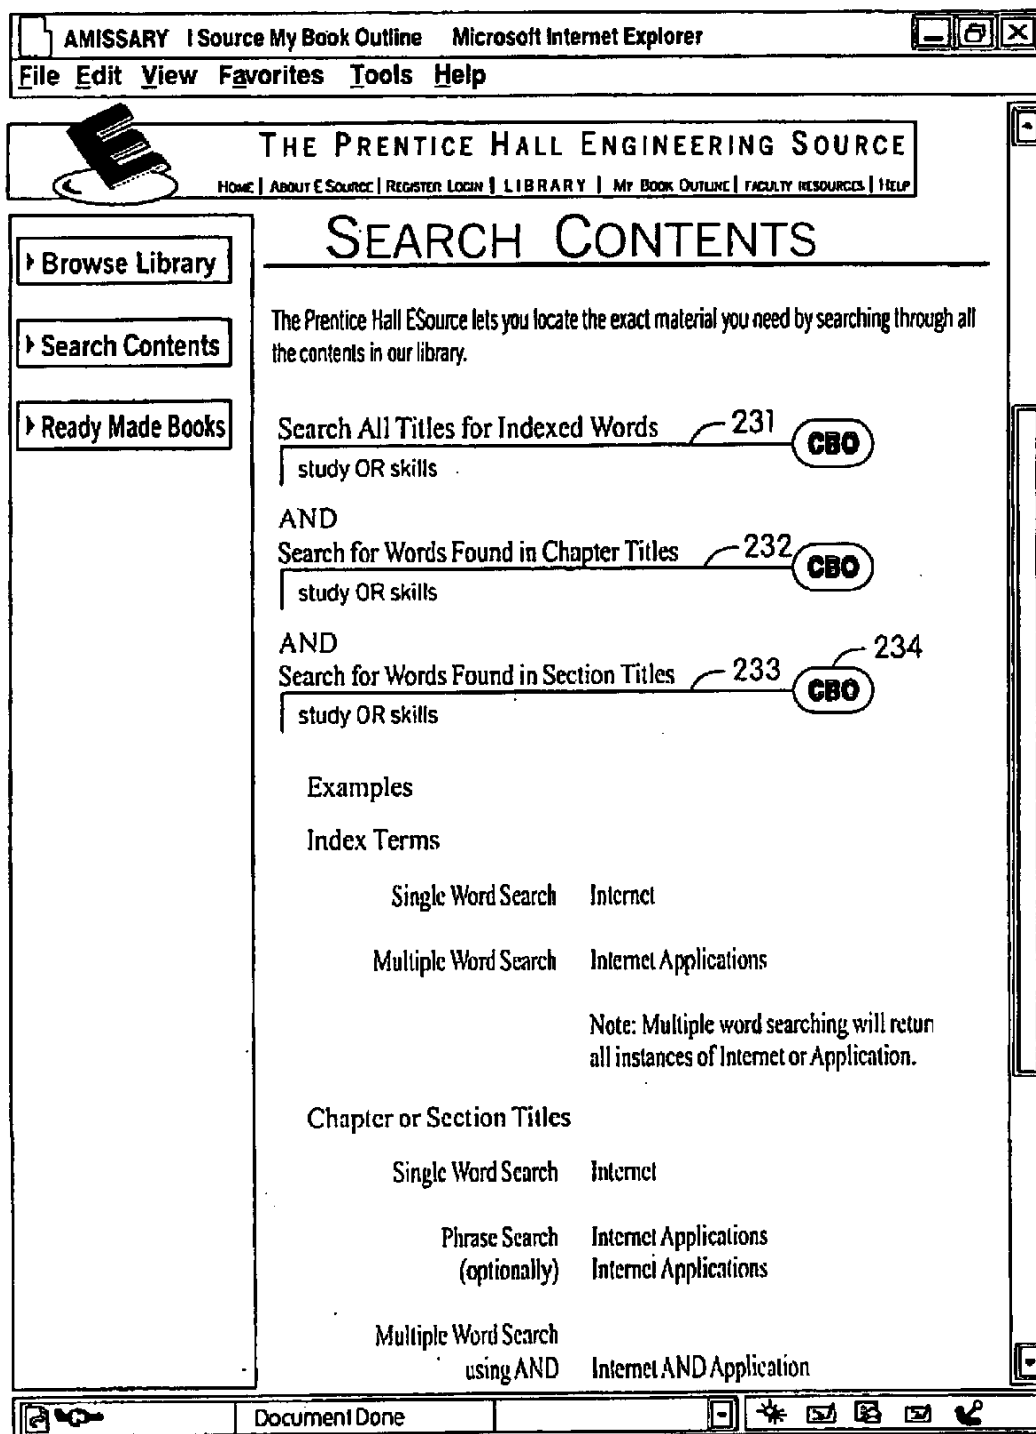 AMISSARY I Source My Book Outline Microsoft Internet Explorer
File Edit View Favorites Tools Help
THE PRENTICE HALL ENGINEERING SOURCE
HOME | ABOUT E SOURCE | REGISTER LOGIN | LIBRARY | MY BOOK OUTLINE | FACULTY RESOURCES | HELP
SEARCH CONTENTS
Browse Library
Search Contents
Ready Made Books
The Prentice Hall ESource lets you locate the exact material you need by searching through all
the contents in our library.
Search All Titles for Indexed Words 231 CBO
study OR skills
AND
Search for Words Found in Chapter Titles 232 CBO
study OR skills
AND
234
Search for Words Found in Section Titles 233 CBO
study OR skills
Examples
Index Terms
Single Word Search Internet
Multiple Word Search Internet Applications
Note: Multiple word searching will return
all instances of Internet or Application.
Chapter or Section Titles
Single Word Search Internet
Phrase Search Internet Applications
(optionally) Internet Applications
Multiple Word Search
using AND Internet AND Application
Document Done